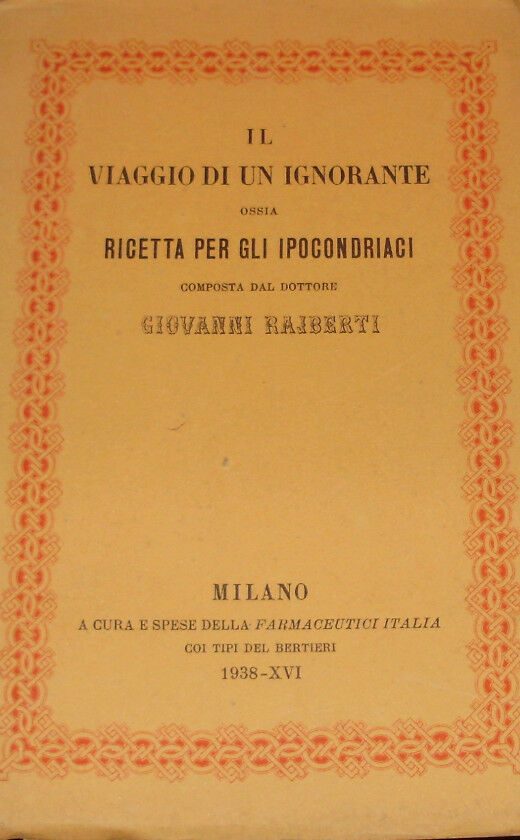 IL
VIAGGIO DI UN IGNORANTE
OSSIA
RICETTA PER GLI IPOCONDRIACI
COMPOSTA DAL DOTTORE
GIOVANNI RAJBERTI
MILANO
A CURA E SPESE DELLA FARMACEUTICI ITALIA
COI TIPI DEL BERTIERI
1938-XVI